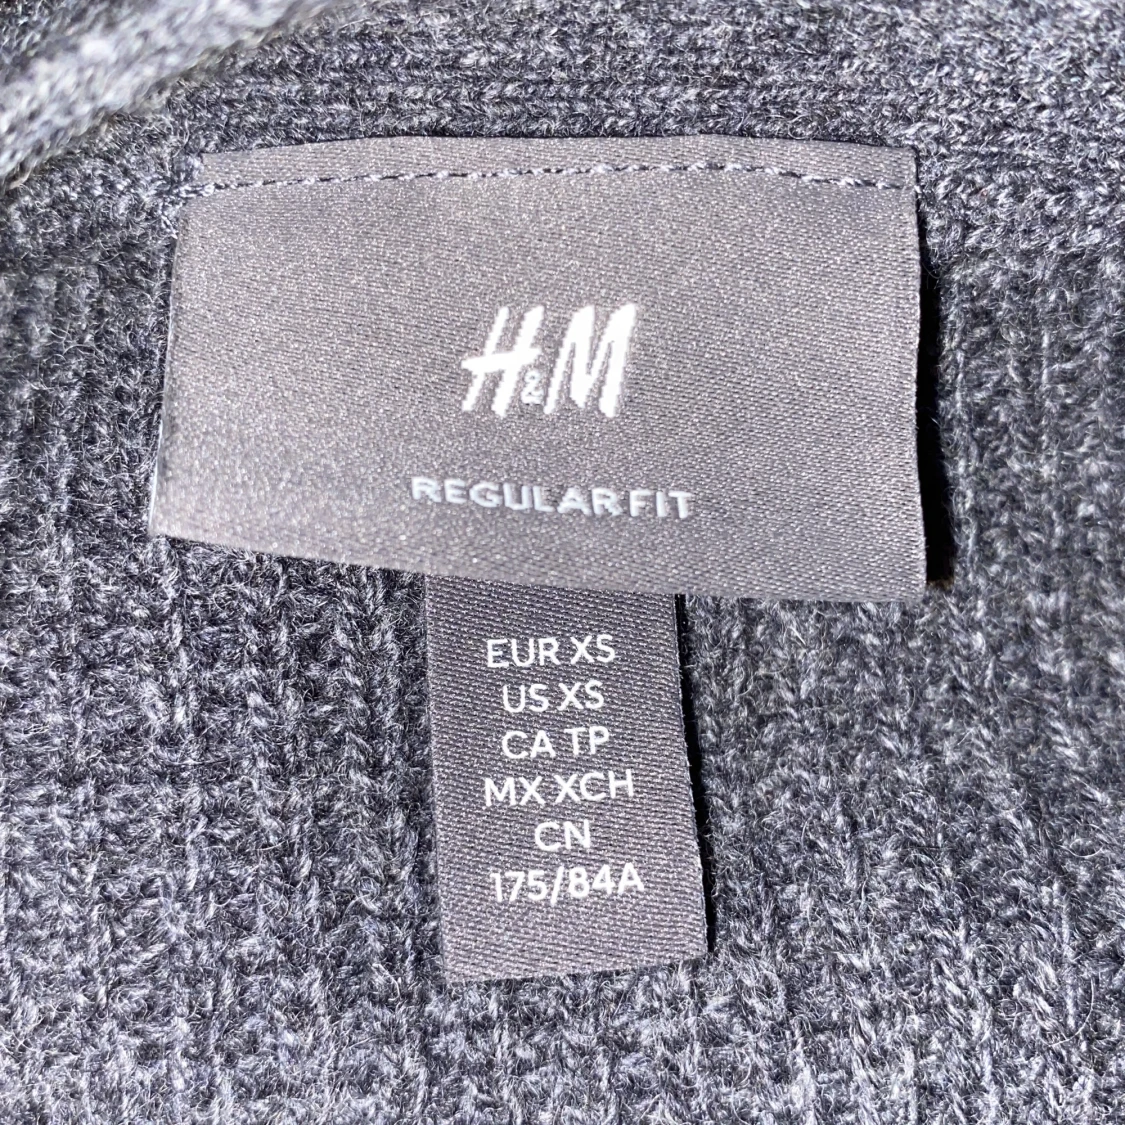 H&M
REGULAR FIT
EUR XS
US XS
CA TP
MX XCH
CN
175/84A